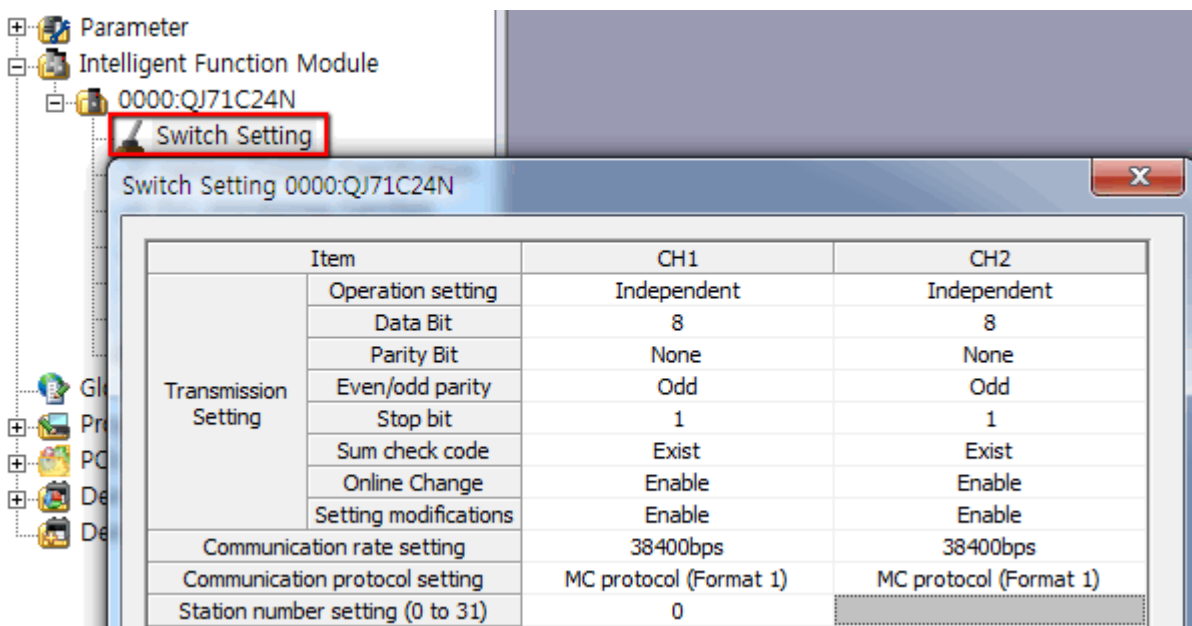 Parameter
Intelligent Function Module
0000:QJ71C24N
Switch Setting
Switch Setting 0000:QJ71C24N
Item CH1 CH2
Transmission Setting
Operation setting Independent Independent
Data Bit 8 8
Parity Bit None None
Even/odd parity Odd Odd
Stop bit 1 1
Sum check code Exist Exist
Online Change Enable Enable
Setting modifications Enable Enable
Communication rate setting 38400bps 38400bps
Communication protocol setting MC protocol (Format 1) MC protocol (Format 1)
Station number setting (0 to 31) 0